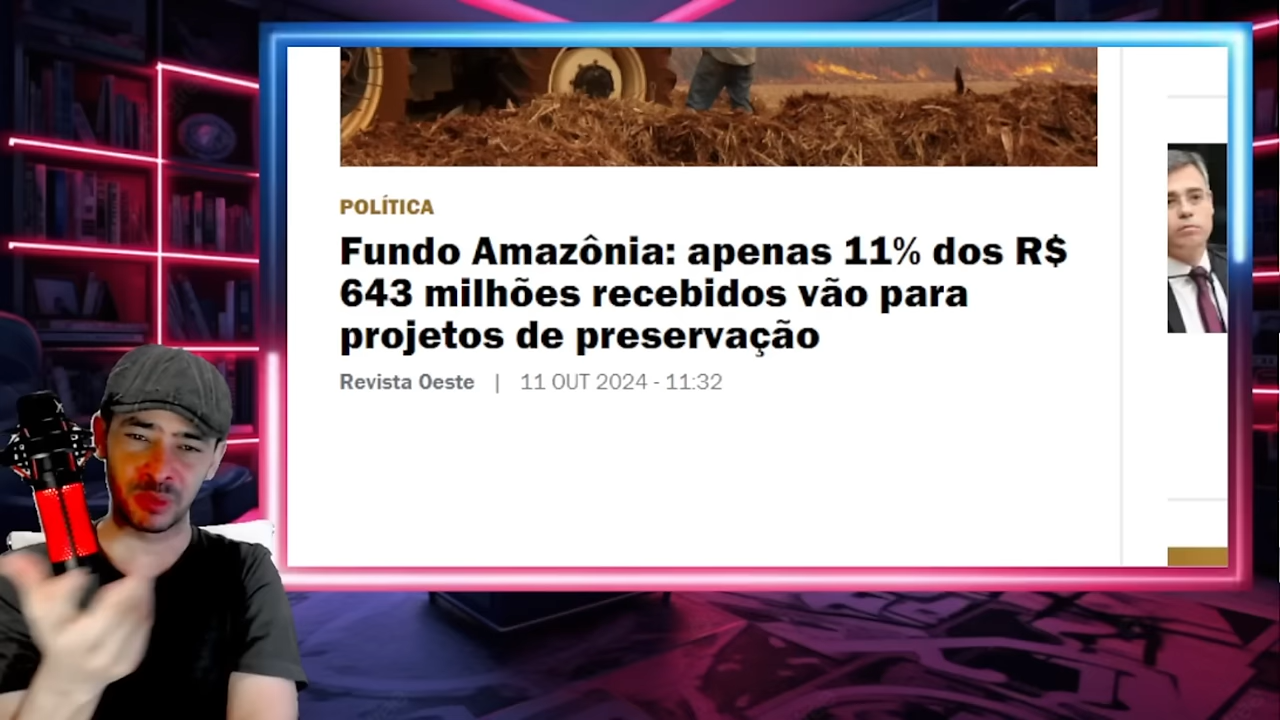 POLÍTICA
Fundo Amazônia: apenas 11% dos R$
643 milhões recebidos vão para
projetos de preservação
Revista Oeste | 11 OUT 2024 - 11:32